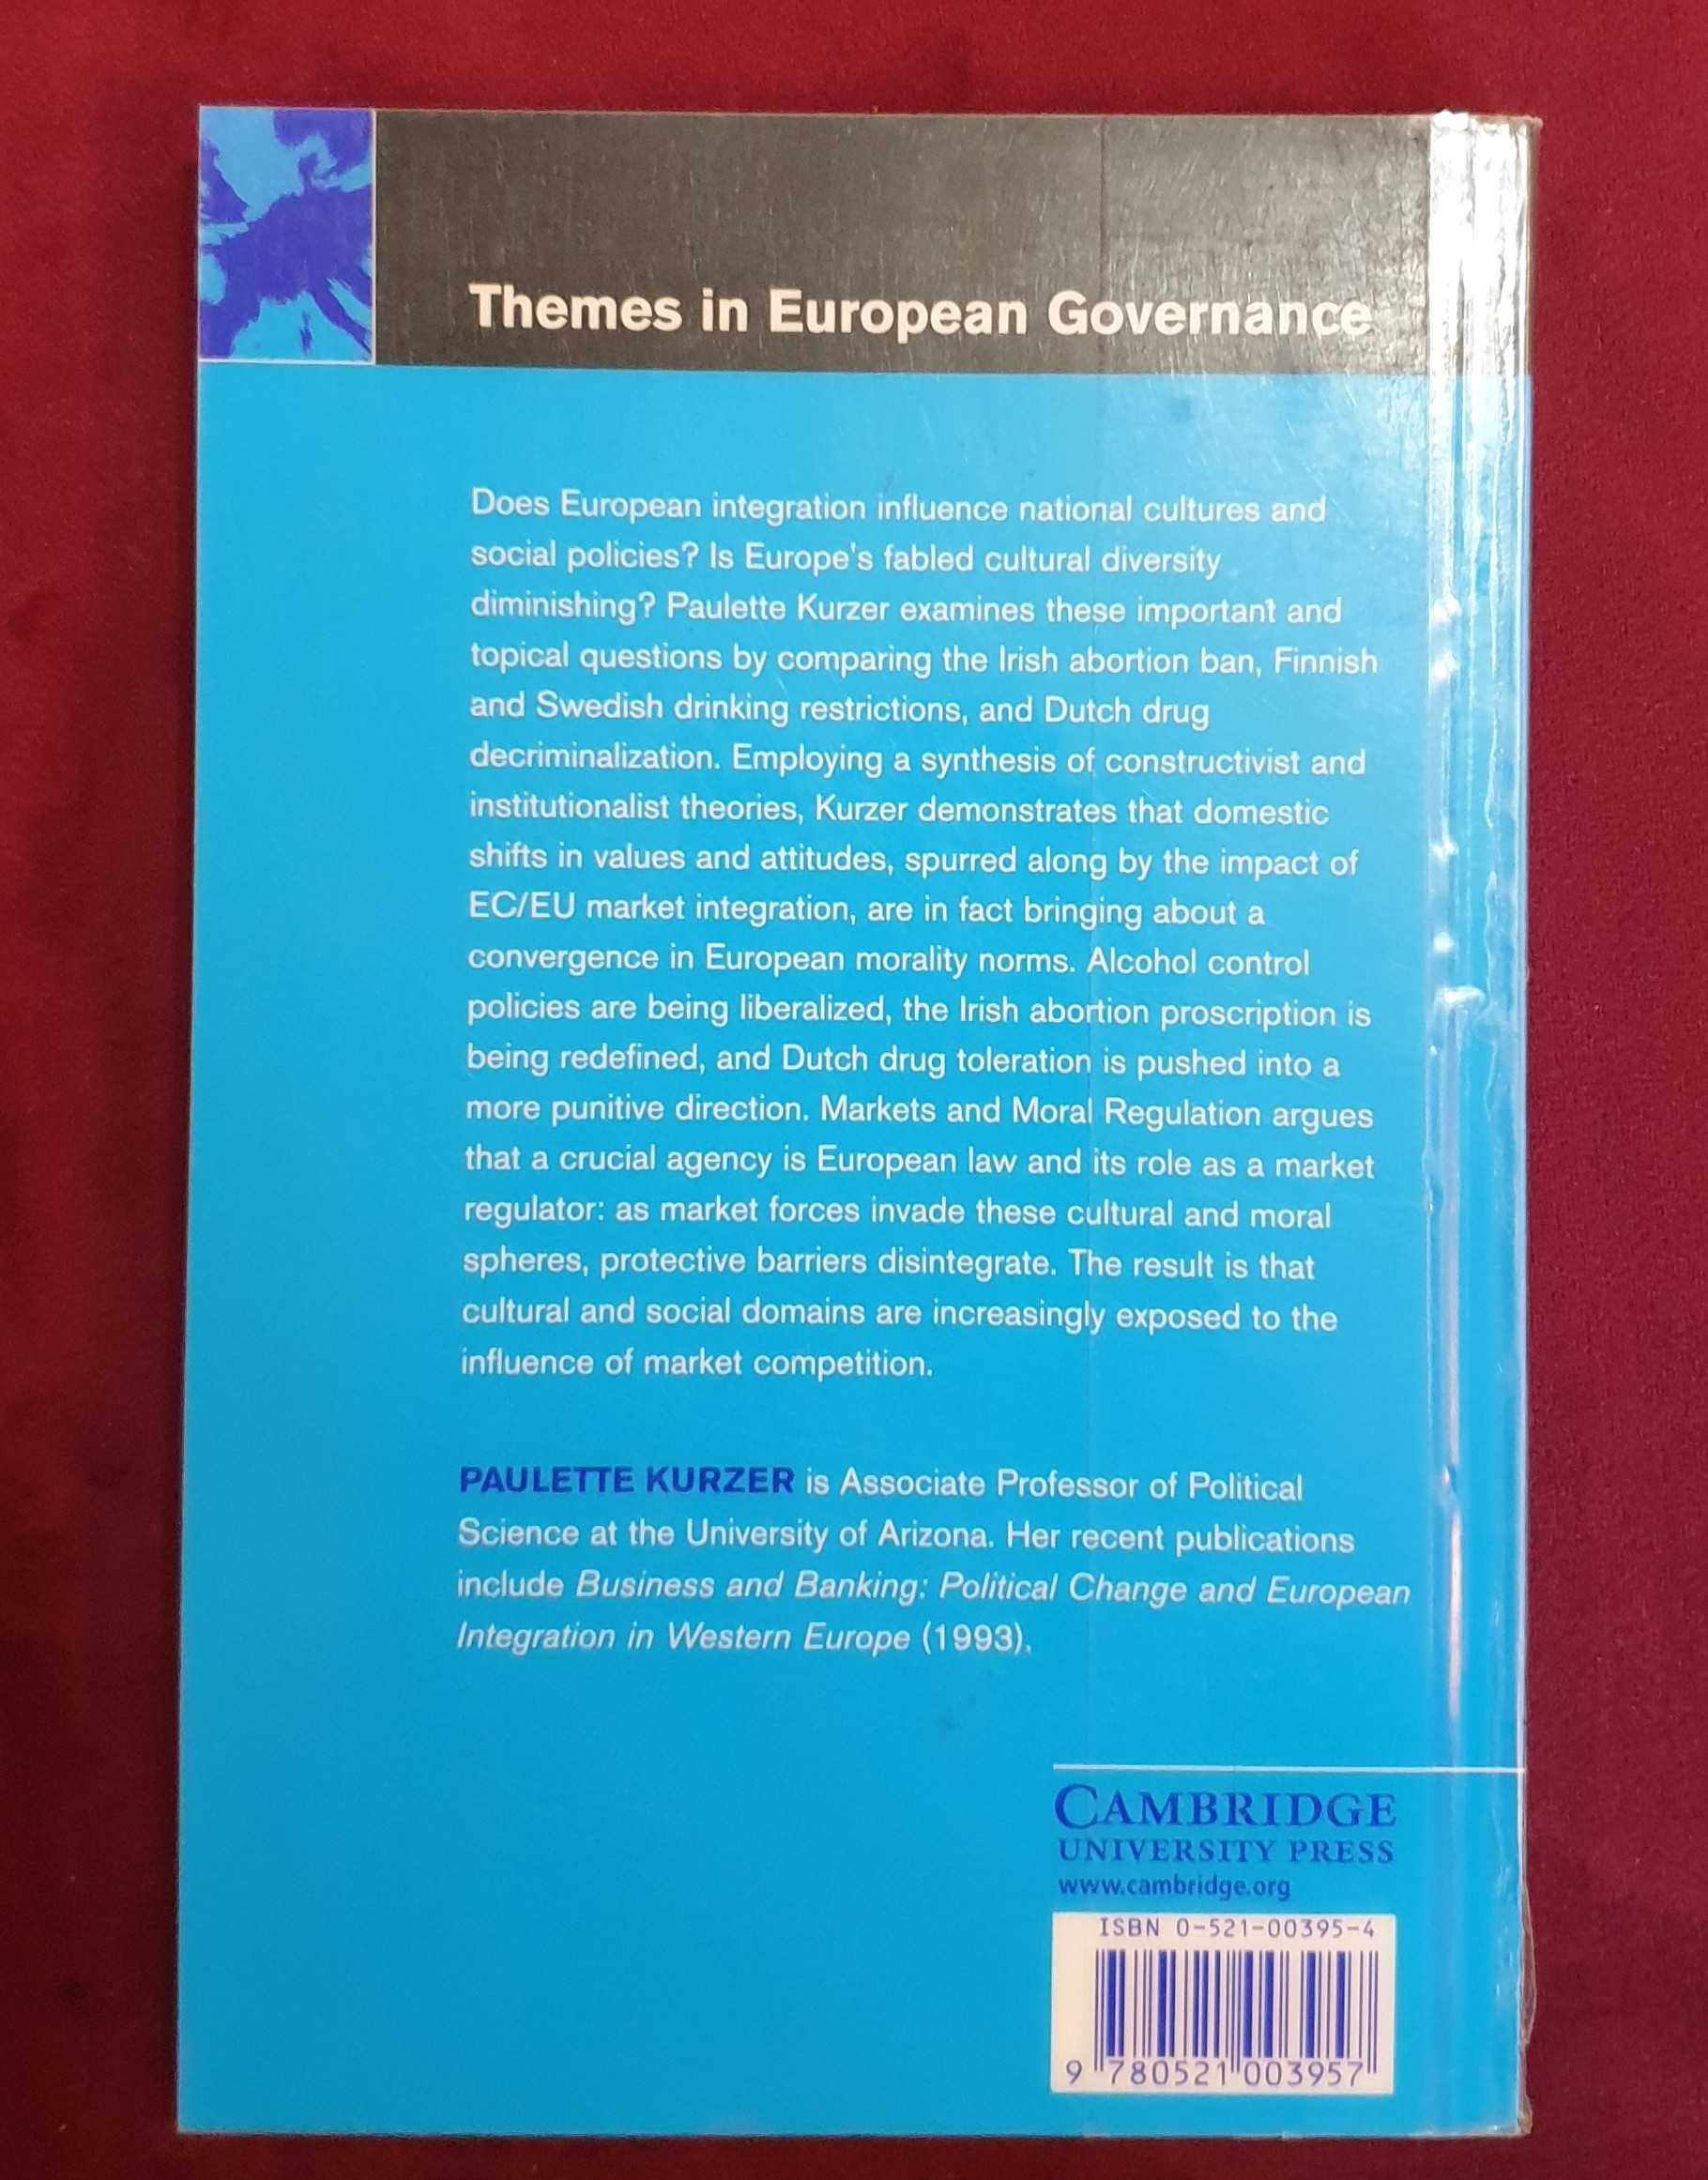 Themes in European Governance
Does European integration influence national cultures and
social policies? Is Europe's fabled cultural diversity
diminishing? Paulette Kurzer examines these important and
topical questions by comparing the Irish abortion ban, Finnish
and Swedish drinking restrictions, and Dutch drug
decriminalization. Employing a synthesis of constructivist and
institutionalist theories, Kurzer demonstrates that domestic
shifts in values and attitudes, spurred along by the impact of
EC/EU market integration, are in fact bringing about a
convergence in European morality norms. Alcohol control
policies are being liberalized, the Irish abortion proscription is
being redefined, and Dutch drug toleration is pushed into a
more punitive direction. Markets and Moral Regulation argues
that a crucial agency is European law and its role as a market
regulator: as market forces invade these cultural and moral
spheres, protective barriers disintegrate. The result is that
cultural and social domains are increasingly exposed to the
influence of market competition.
PAULETTE KURZER is Associate Professor of Political
Science at the University of Arizona. Her recent publications
include Business and Banking: Political Change and European
Integration in Western Europe (1993).
CAMBRIDGE
UNIVERSITY PRESS
www.cambridge.org
ISBN 0-521-00395-4
9 780521 003957